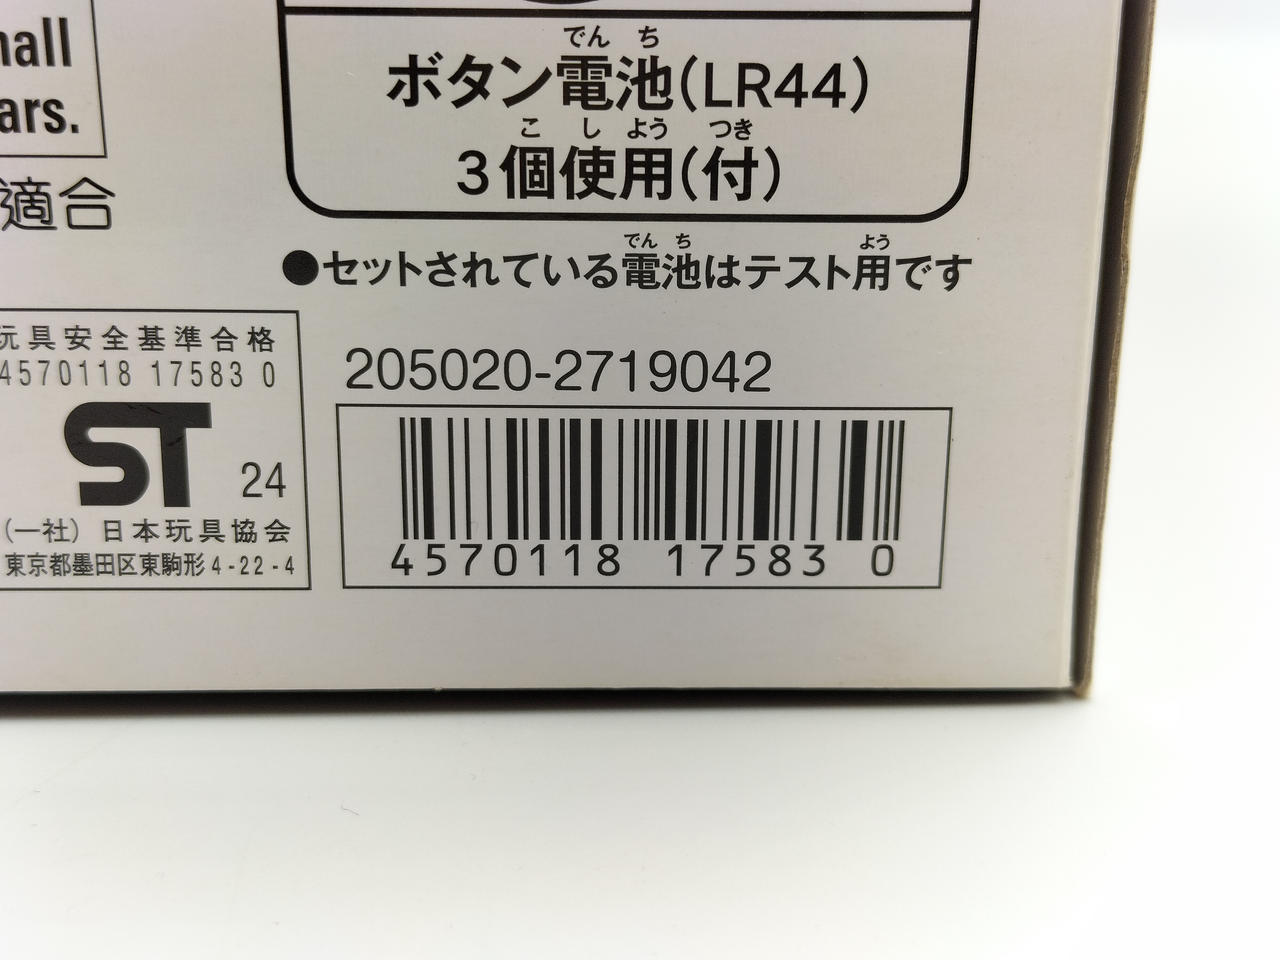 ars.
適合
でん ち
ボタン電池(LR44)
こ し よう つき
3個使用(付)
でん ち よう
●セットされている電池はテスト用です
玩具安全基準合格
4570118 17583 0
ST 24
(一社) 日本玩具協会
東京都墨田区東駒形4-22-4
205020-2719042
4570118 17583 0